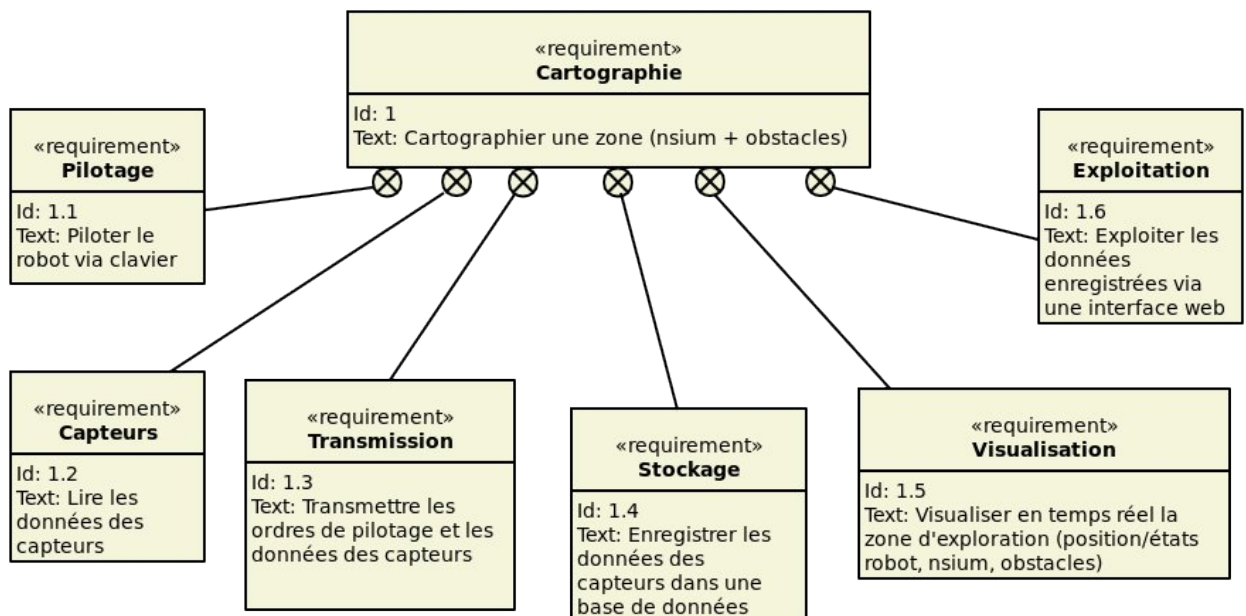 «requirement»
Cartographie
Id: 1
Text: Cartographier une zone (nsium + obstacles)
«requirement»
Pilotage
Id: 1.1
Text: Piloter le
robot via clavier
«requirement»
Exploitation
Id: 1.6
Text: Exploiter les
données
enregistrées via
une interface web
«requirement»
Capteurs
Id: 1.2
Text: Lire les
données des
capteurs
«requirement»
Transmission
Id: 1.3
Text: Transmettre les
ordres de pilotage et les
données des capteurs
«requirement»
Stockage
Id: 1.4
Text: Enregistrer les
données des
capteurs dans une
base de données
«requirement»
Visualisation
Id: 1.5
Text: Visualiser en temps réel la
zone d'exploration (position/états
robot, nsium, obstacles)